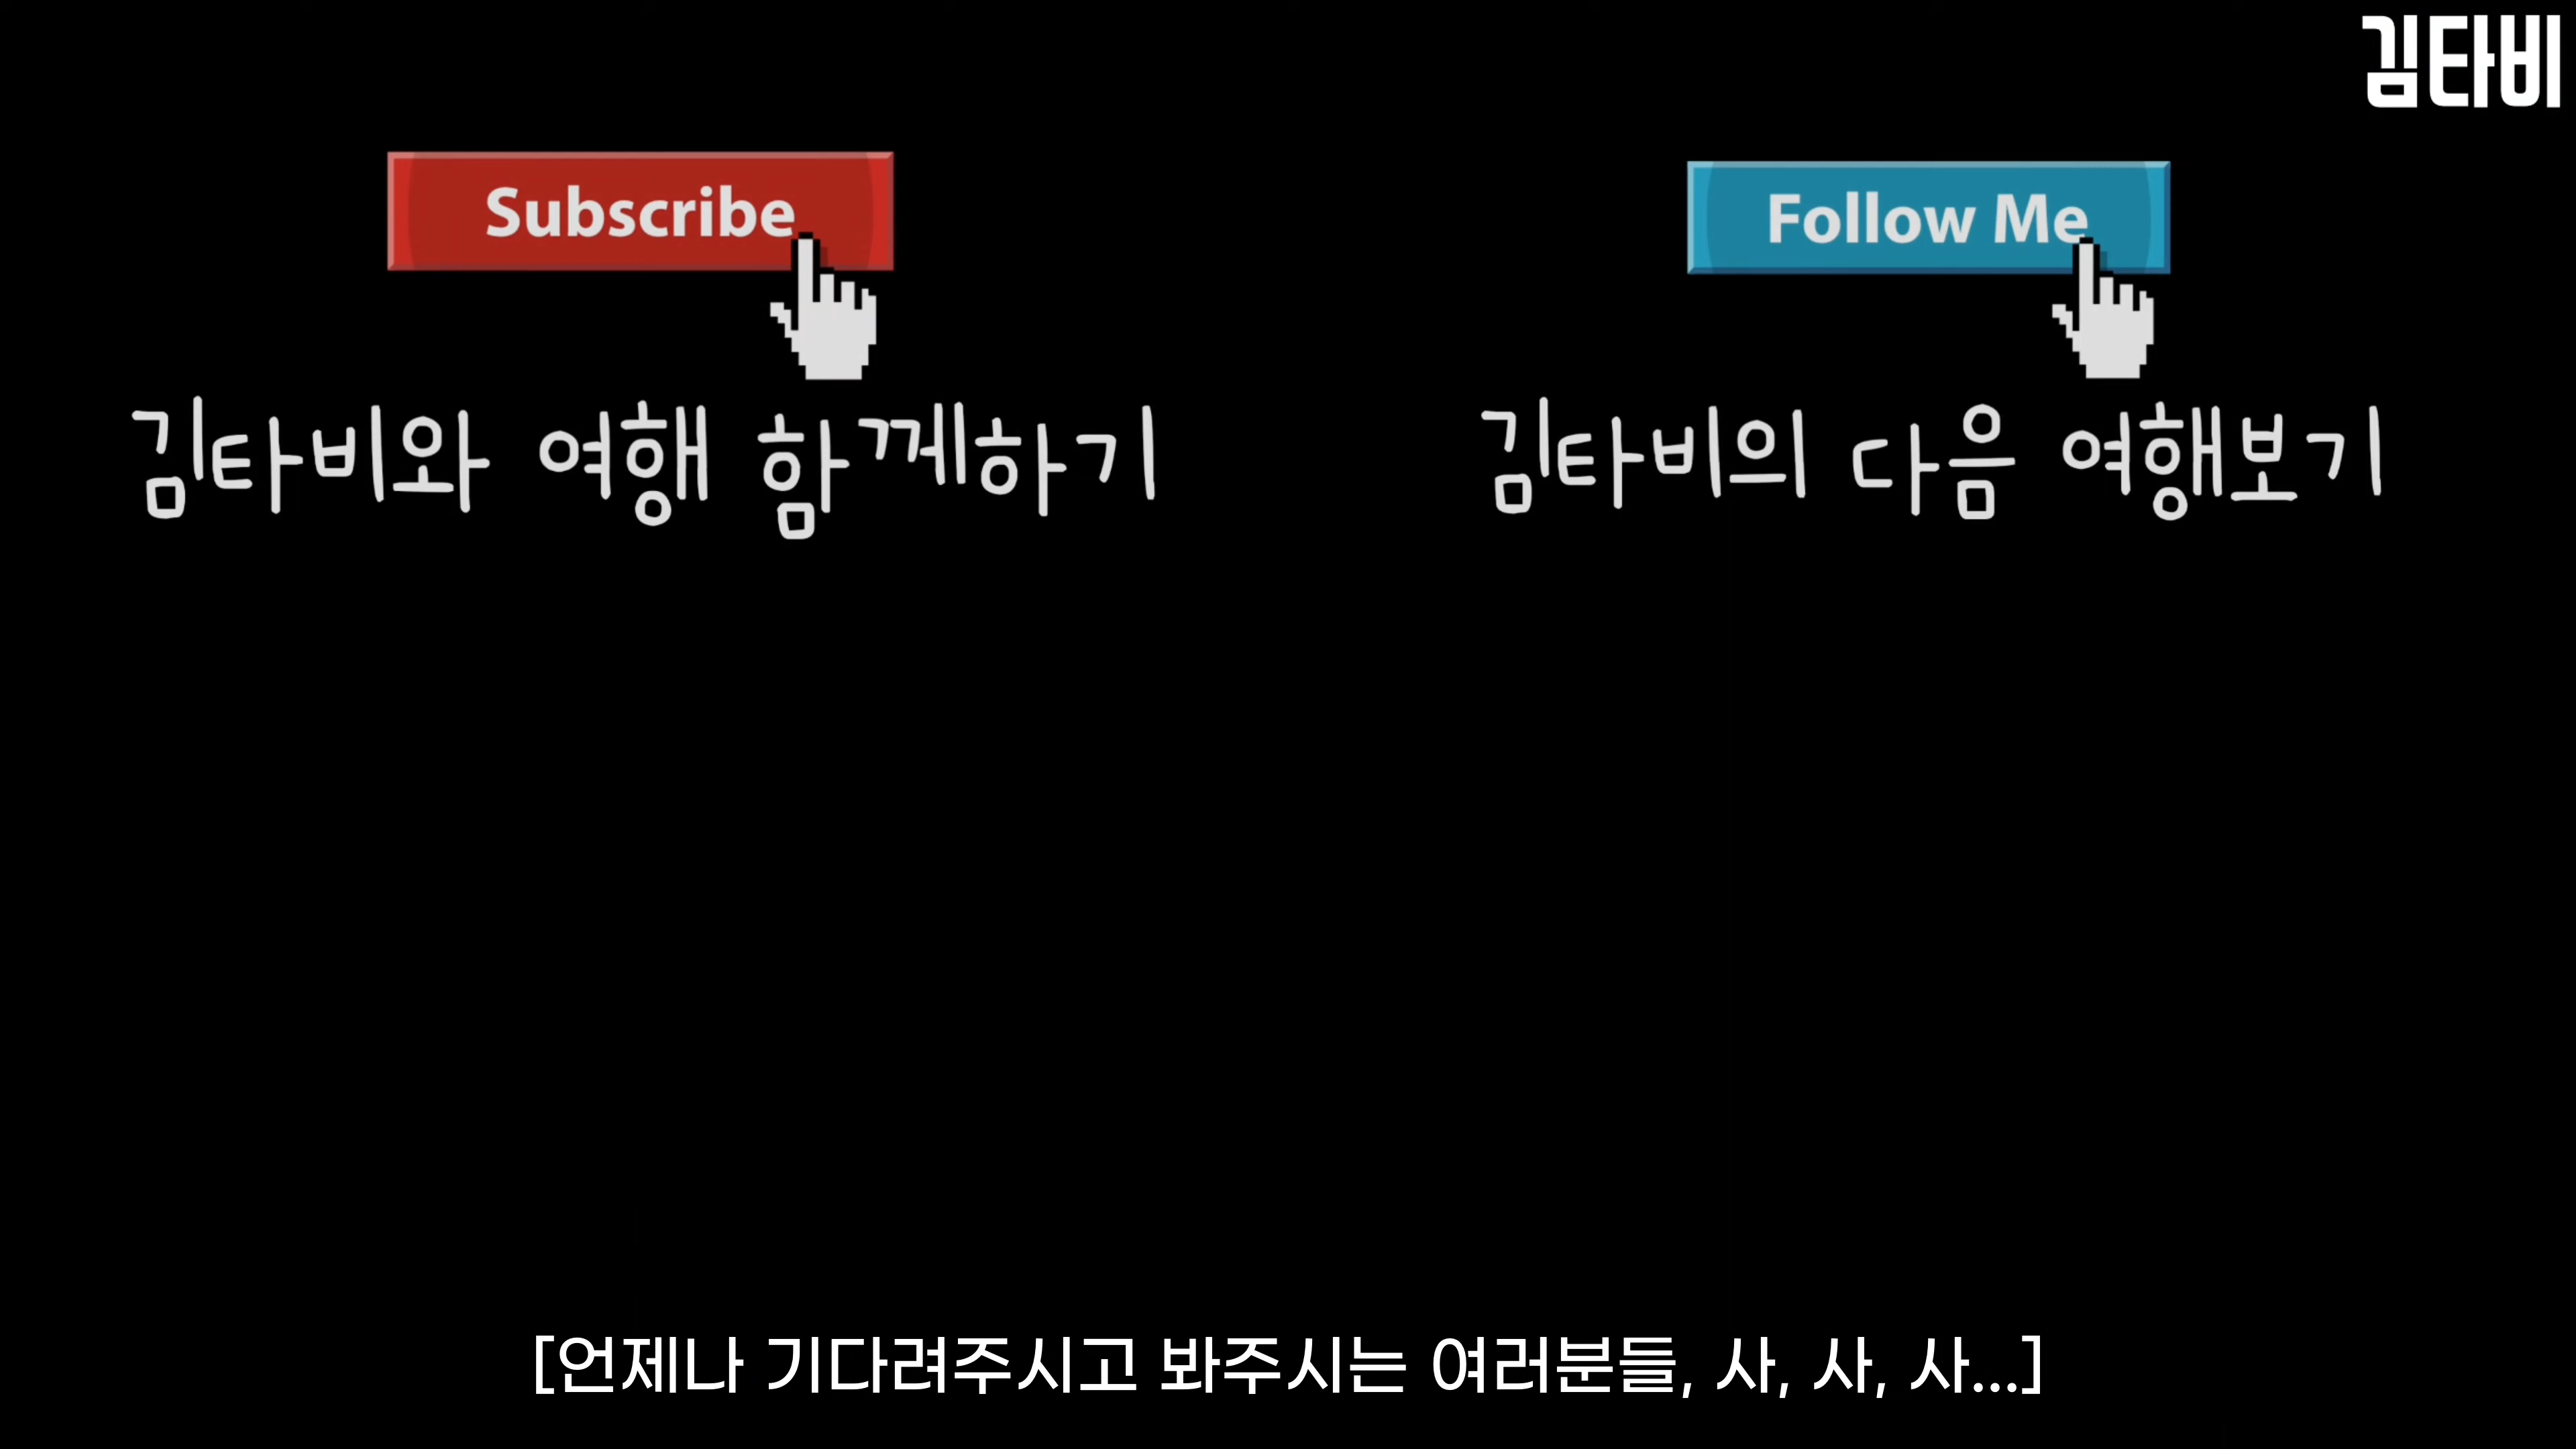 김타비
Subscribe
Follow Me
김타비와 여행 함께하기
김타비의 다음 여행보기
[언제나 기다려주시고 봐주시는 여러분들, 사, 사, 사...]